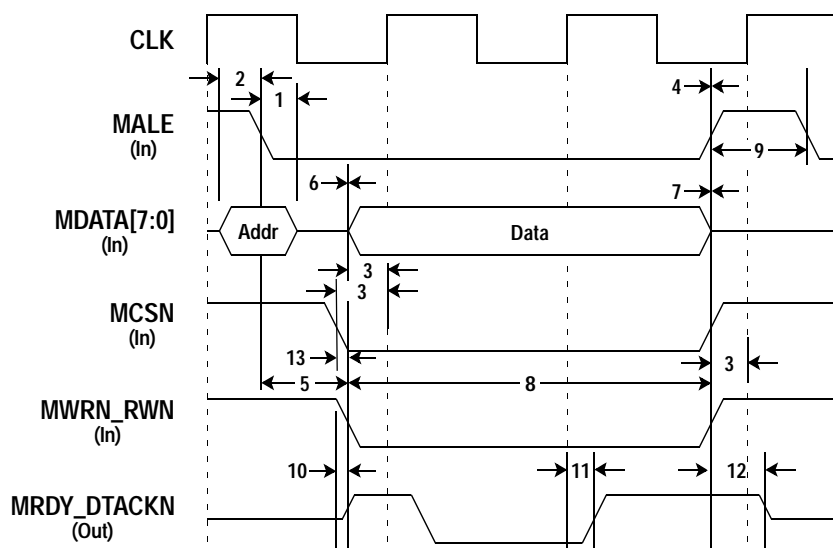 CLK
2
1
4
MALE
(In)
9
6
7
MDATA[7:0]
(In)
Addr
Data
3
3
MCSN
(In)
13
3
5
8
MWRN_RWN
(In)
10
11
12
MRDY_DTACKN
(Out)